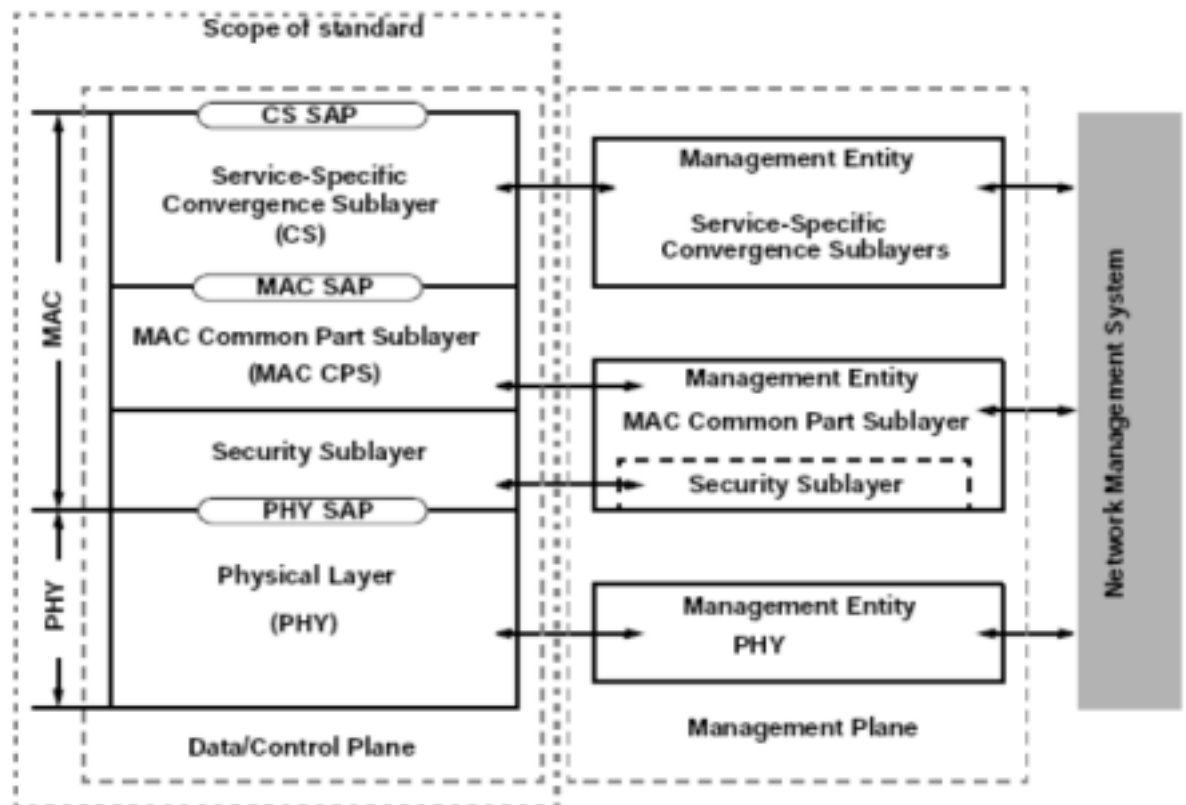 Scope of standard
CS SAP
Service-Specific
Convergence Sublayer
(CS)
MAC SAP
MAC Common Part Sublayer
(MAC CPS)
Security Sublayer
PHY SAP
Physical Layer
(PHY)
Data/Control Plane
MAC
PHY
Management Entity
Service-Specific
Convergence Sublayers
Management Entity
MAC Common Part Sublayer
Security Sublayer
Management Entity
PHY
Management Plane
Network Management System